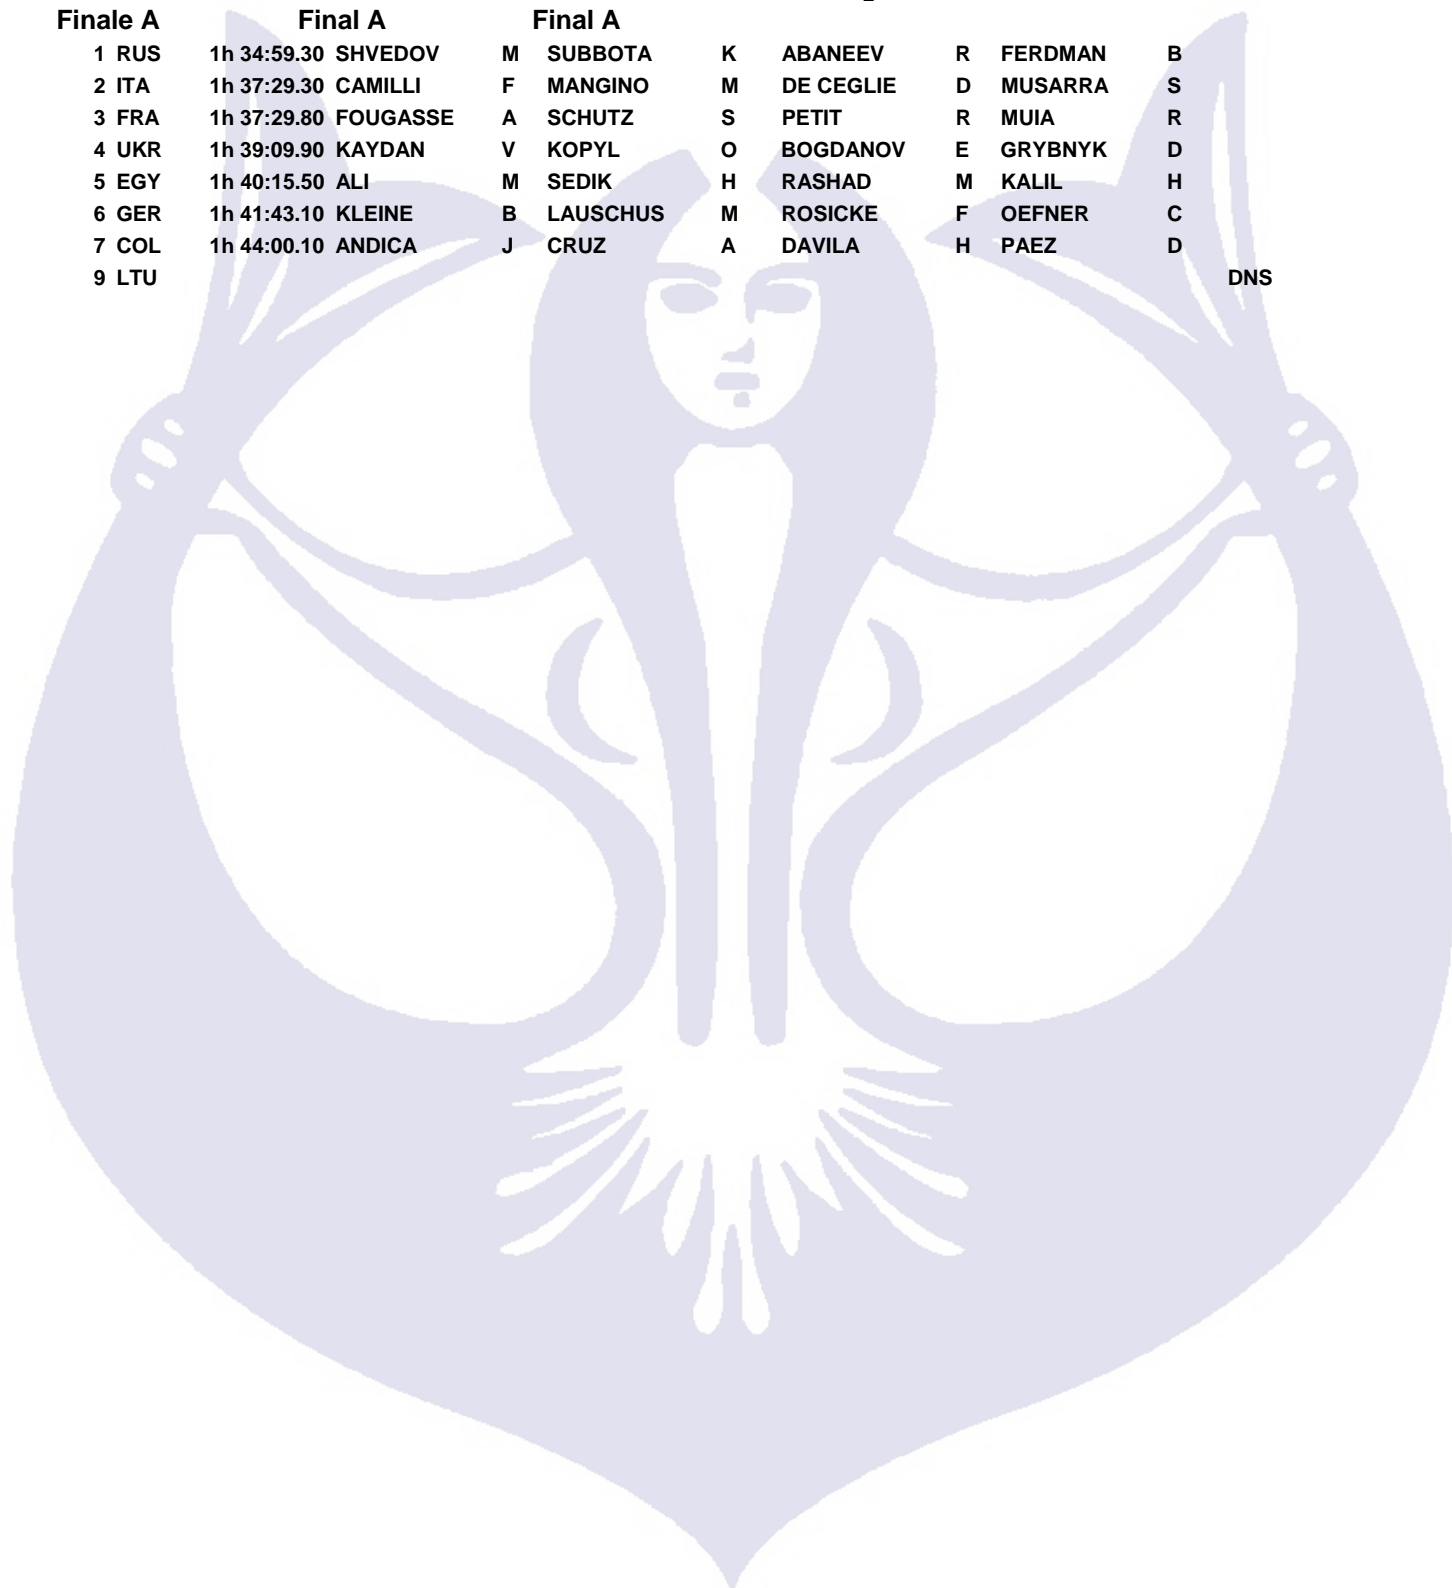 Finale A Final A Final A
1 RUS 1h 34:59.30 SHVEDOV M SUBBOTA K ABANEEV R FERDMAN B
2 ITA 1h 37:29.30 CAMILLI F MANGINO M DE CEGLIE D MUSARRA S
3 FRA 1h 37:29.80 FOUGASSE A SCHUTZ S PETIT R MUIA R
4 UKR 1h 39:09.90 KAYDAN V KOPYL O BOGDANOV E GRYBNYK D
5 EGY 1h 40:15.50 ALI M SEDIK H RASHAD M KALIL H
6 GER 1h 41:43.10 KLEINE B LAUSCHUS M ROSICKE F OEFNER C
7 COL 1h 44:00.10 ANDICA J CRUZ A DAVILA H PAEZ D
9 LTU DNS